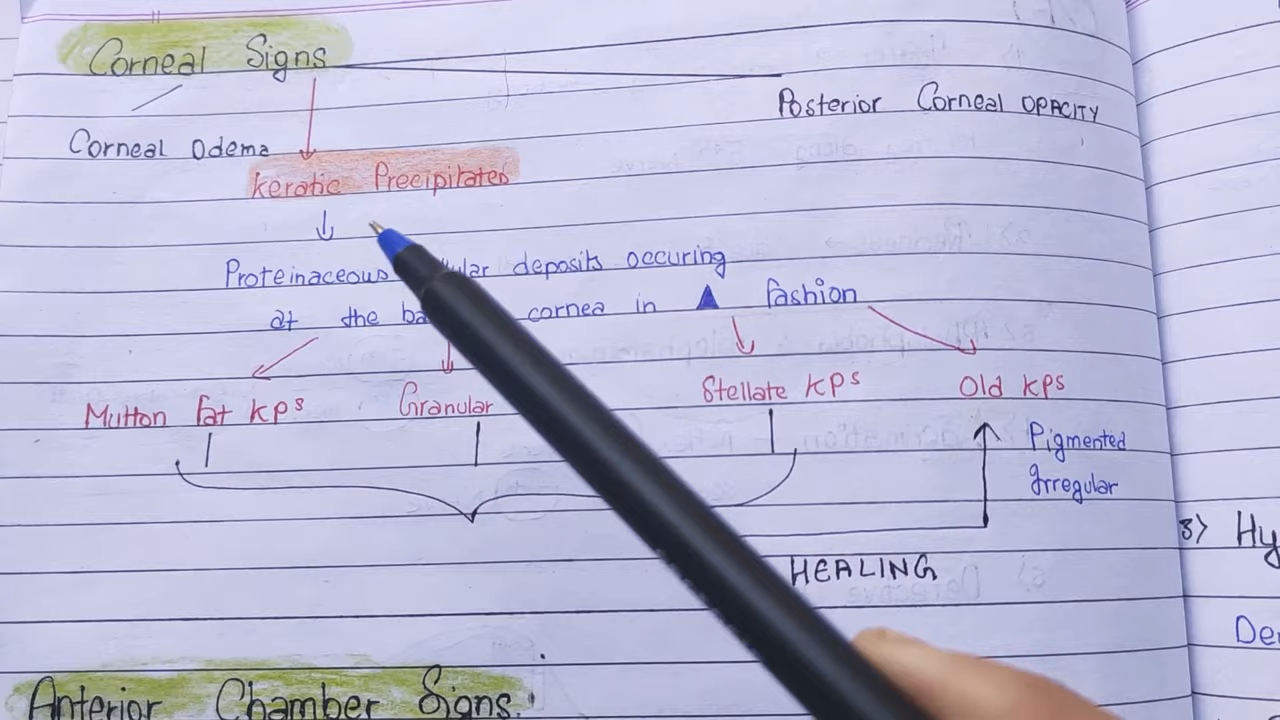 Corneal Signs
Posterior Corneal OPACITY
Corneal Odema
keratic Precipitates
Proteinaceous deposits occuring
at the cornea in fashion
Mutton fat KPs
Granular
Stellate KPs
Old KPs
Pigmented
Irregular
HEALING
3) Hy
De
Anterior Chamber Signs.